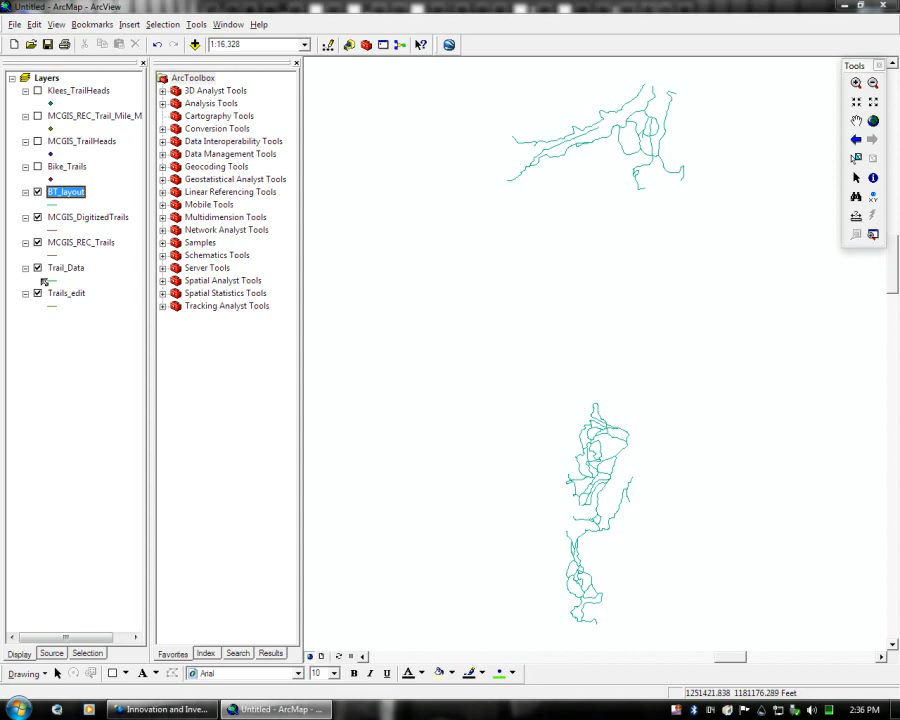 Untitled - ArcMap - ArcView
File Edit View Bookmarks Insert Selection Tools Window Help
1:16,328
Layers
Klees_TrailHeads
MCGIS_REC_Trail_Mile_M
MCGIS_TrailHeads
Bike_Trails
BT_layout
MCGIS_DigitizedTrails
MCGIS_REC_Trails
Trail_Data
Trails_edit
Display Source Selection
ArcToolbox
3D Analyst Tools
Analysis Tools
Cartography Tools
Conversion Tools
Data Interoperability Tools
Data Management Tools
Geocoding Tools
Geostatistical Analyst Tools
Linear Referencing Tools
Mobile Tools
Multidimension Tools
Network Analyst Tools
Samples
Schematics Tools
Server Tools
Spatial Analyst Tools
Spatial Statistics Tools
Tracking Analyst Tools
Favorites Index Search Results
Tools
Drawing
A
Arial
10
B I U A
1251421.838 1181176.289 Feet
Innovation and Inve...
Untitled - ArcMap - ...
2:36 PM